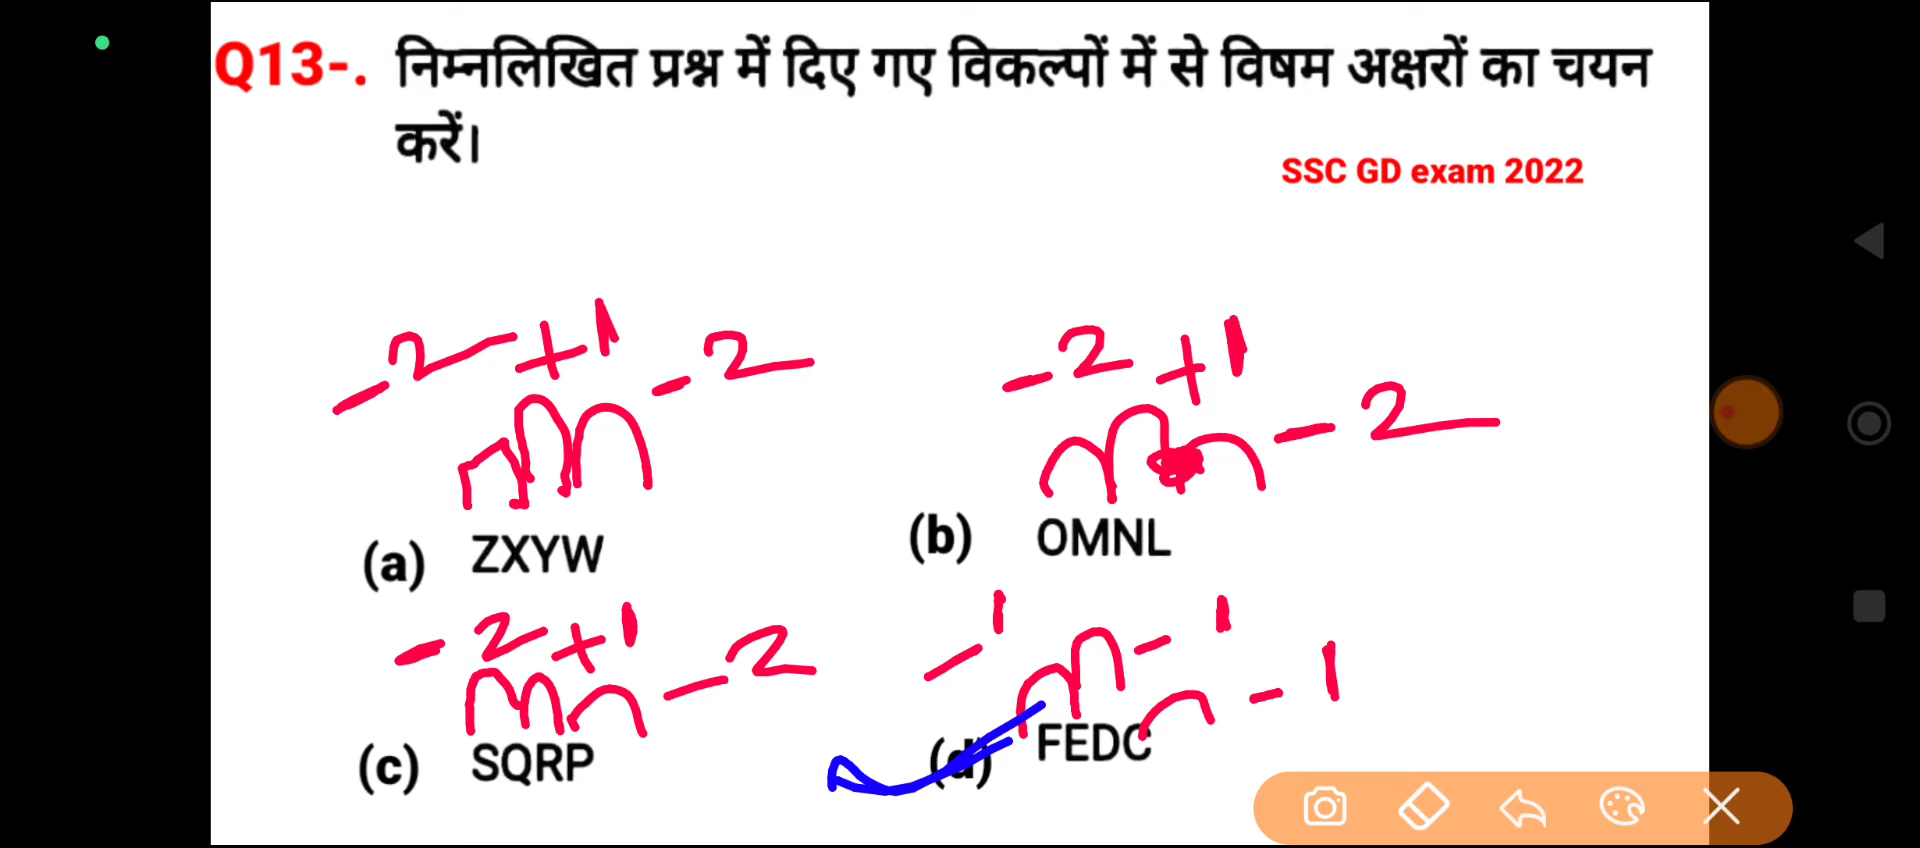 Q13-. निम्नलिखित प्रश्न में दिए गए विकल्पों में से विषम अक्षरों का चयन
करें।
SSC GD exam 2022
-2 +1 -2
-2 +1 -2
(a) ZXYW
(b) OMNL
-2 +1 -2
-1 -1 -1
(c) SQRP
(d) FEDC